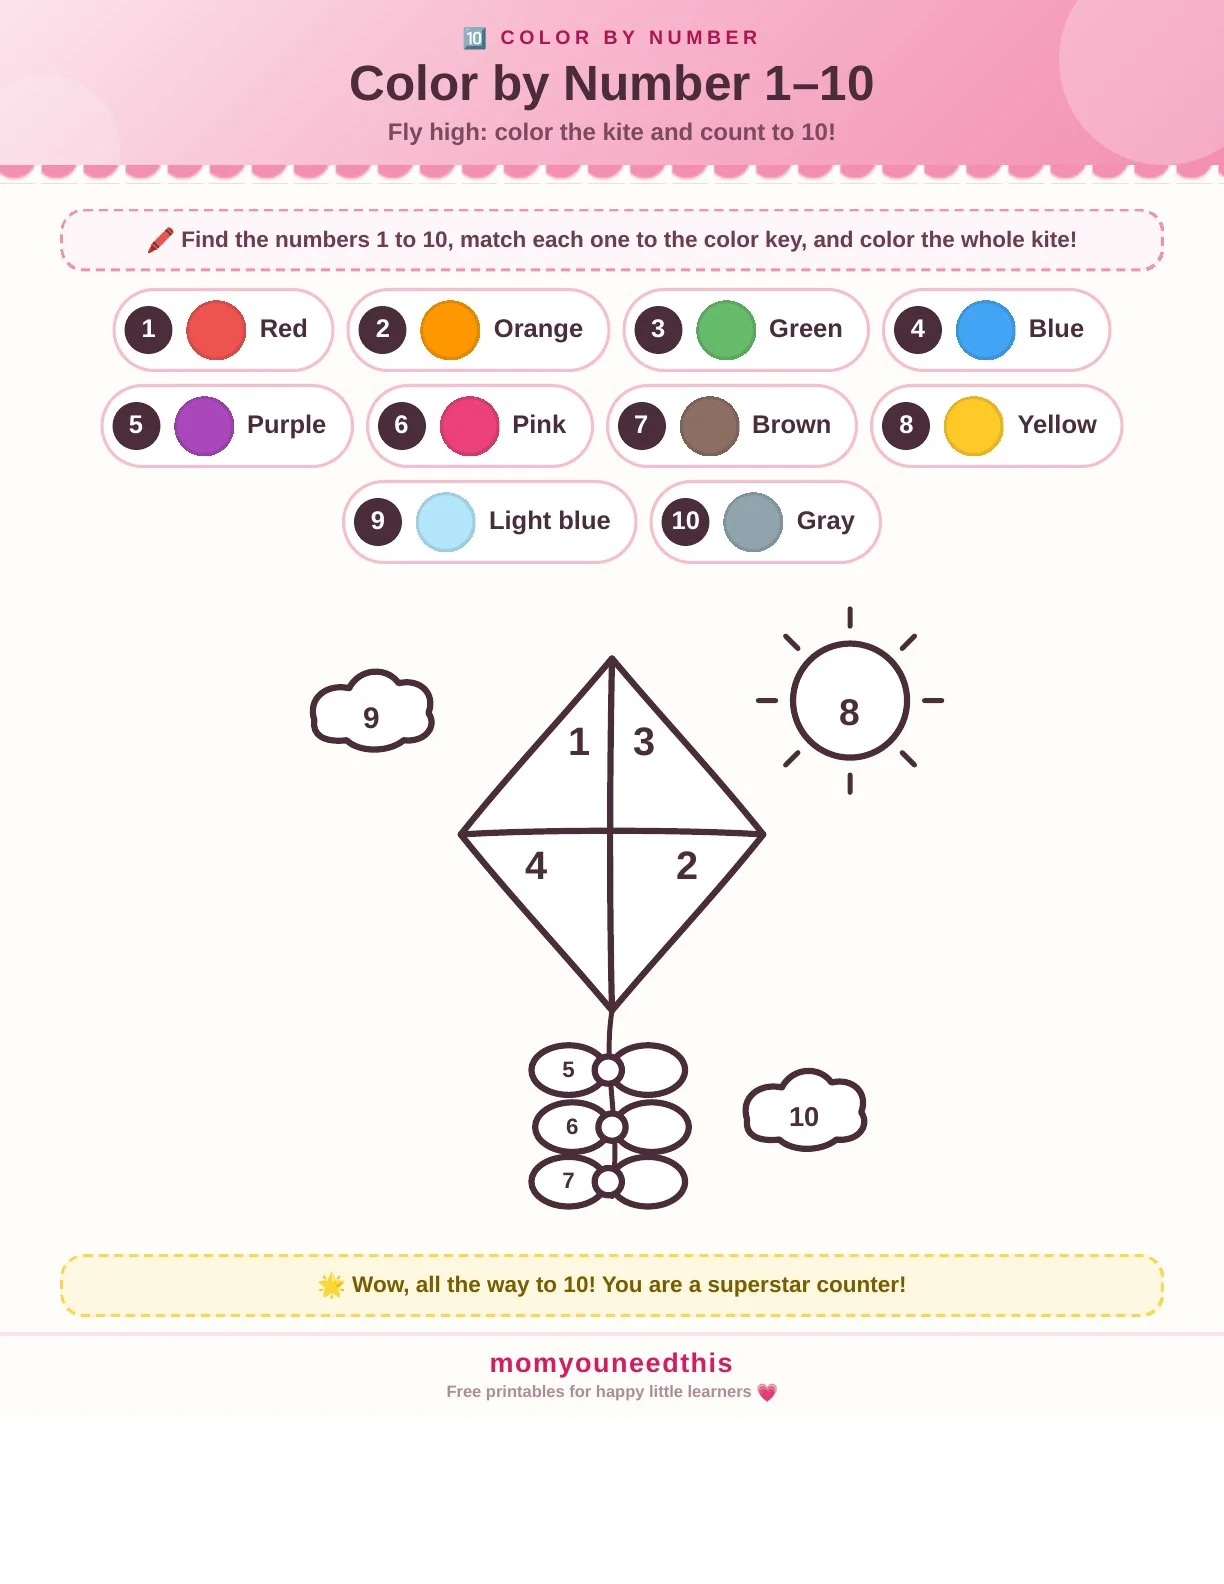 🔟 COLOR BY NUMBER
Color by Number 1–10
Fly high: color the kite and count to 10!
🖍️ Find the numbers 1 to 10, match each one to the color key, and color the whole kite!
1 Red 2 Orange 3 Green 4 Blue
5 Purple 6 Pink 7 Brown 8 Yellow
9 Light blue 10 Gray
9 8
1 3
4 2
5
6 10
7
🌟 Wow, all the way to 10! You are a superstar counter!
momyouneedthis
Free printables for happy little learners 💗